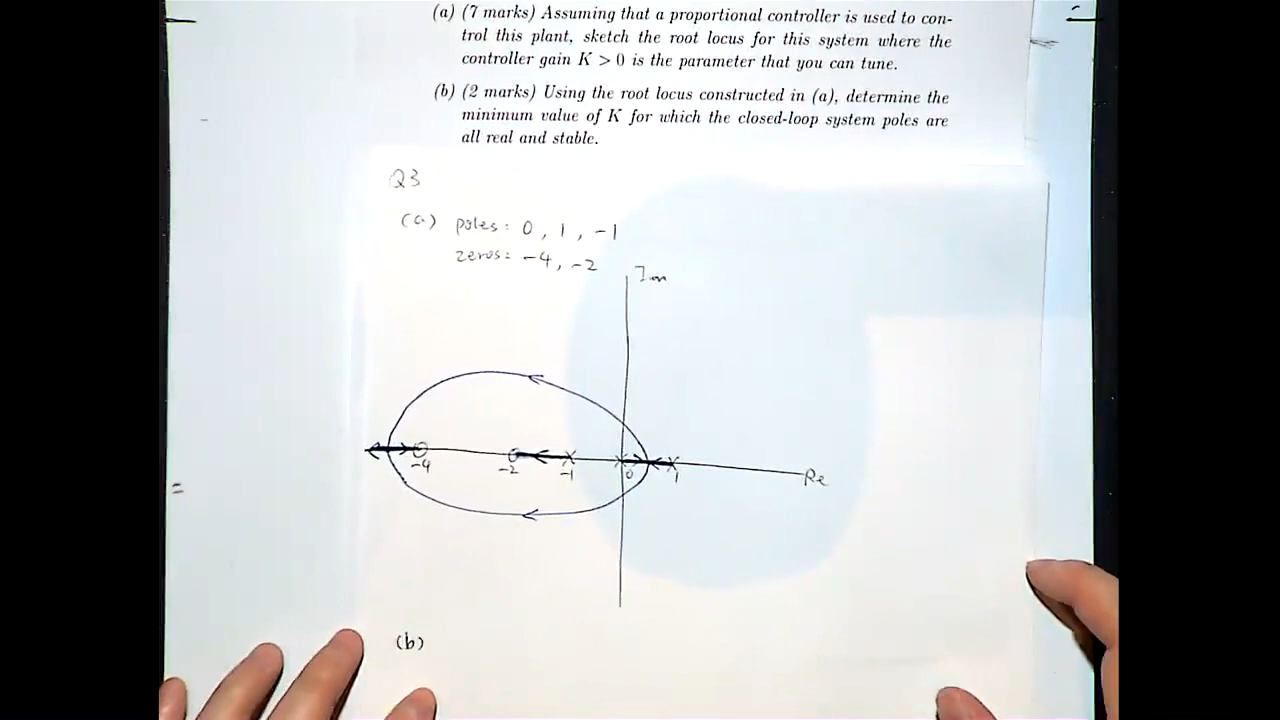 (a) (7 marks) Assuming that a proportional controller is used to con-
trol this plant, sketch the root locus for this system where the
controller gain K > 0 is the parameter that you can tune.
(b) (2 marks) Using the root locus constructed in (a), determine the
minimum value of K for which the closed-loop system poles are
all real and stable.
Q3
(a) poles: 0, 1, -1
zeros: -4, -2
Im
-4 -2 -1 0 1 Re
(b)